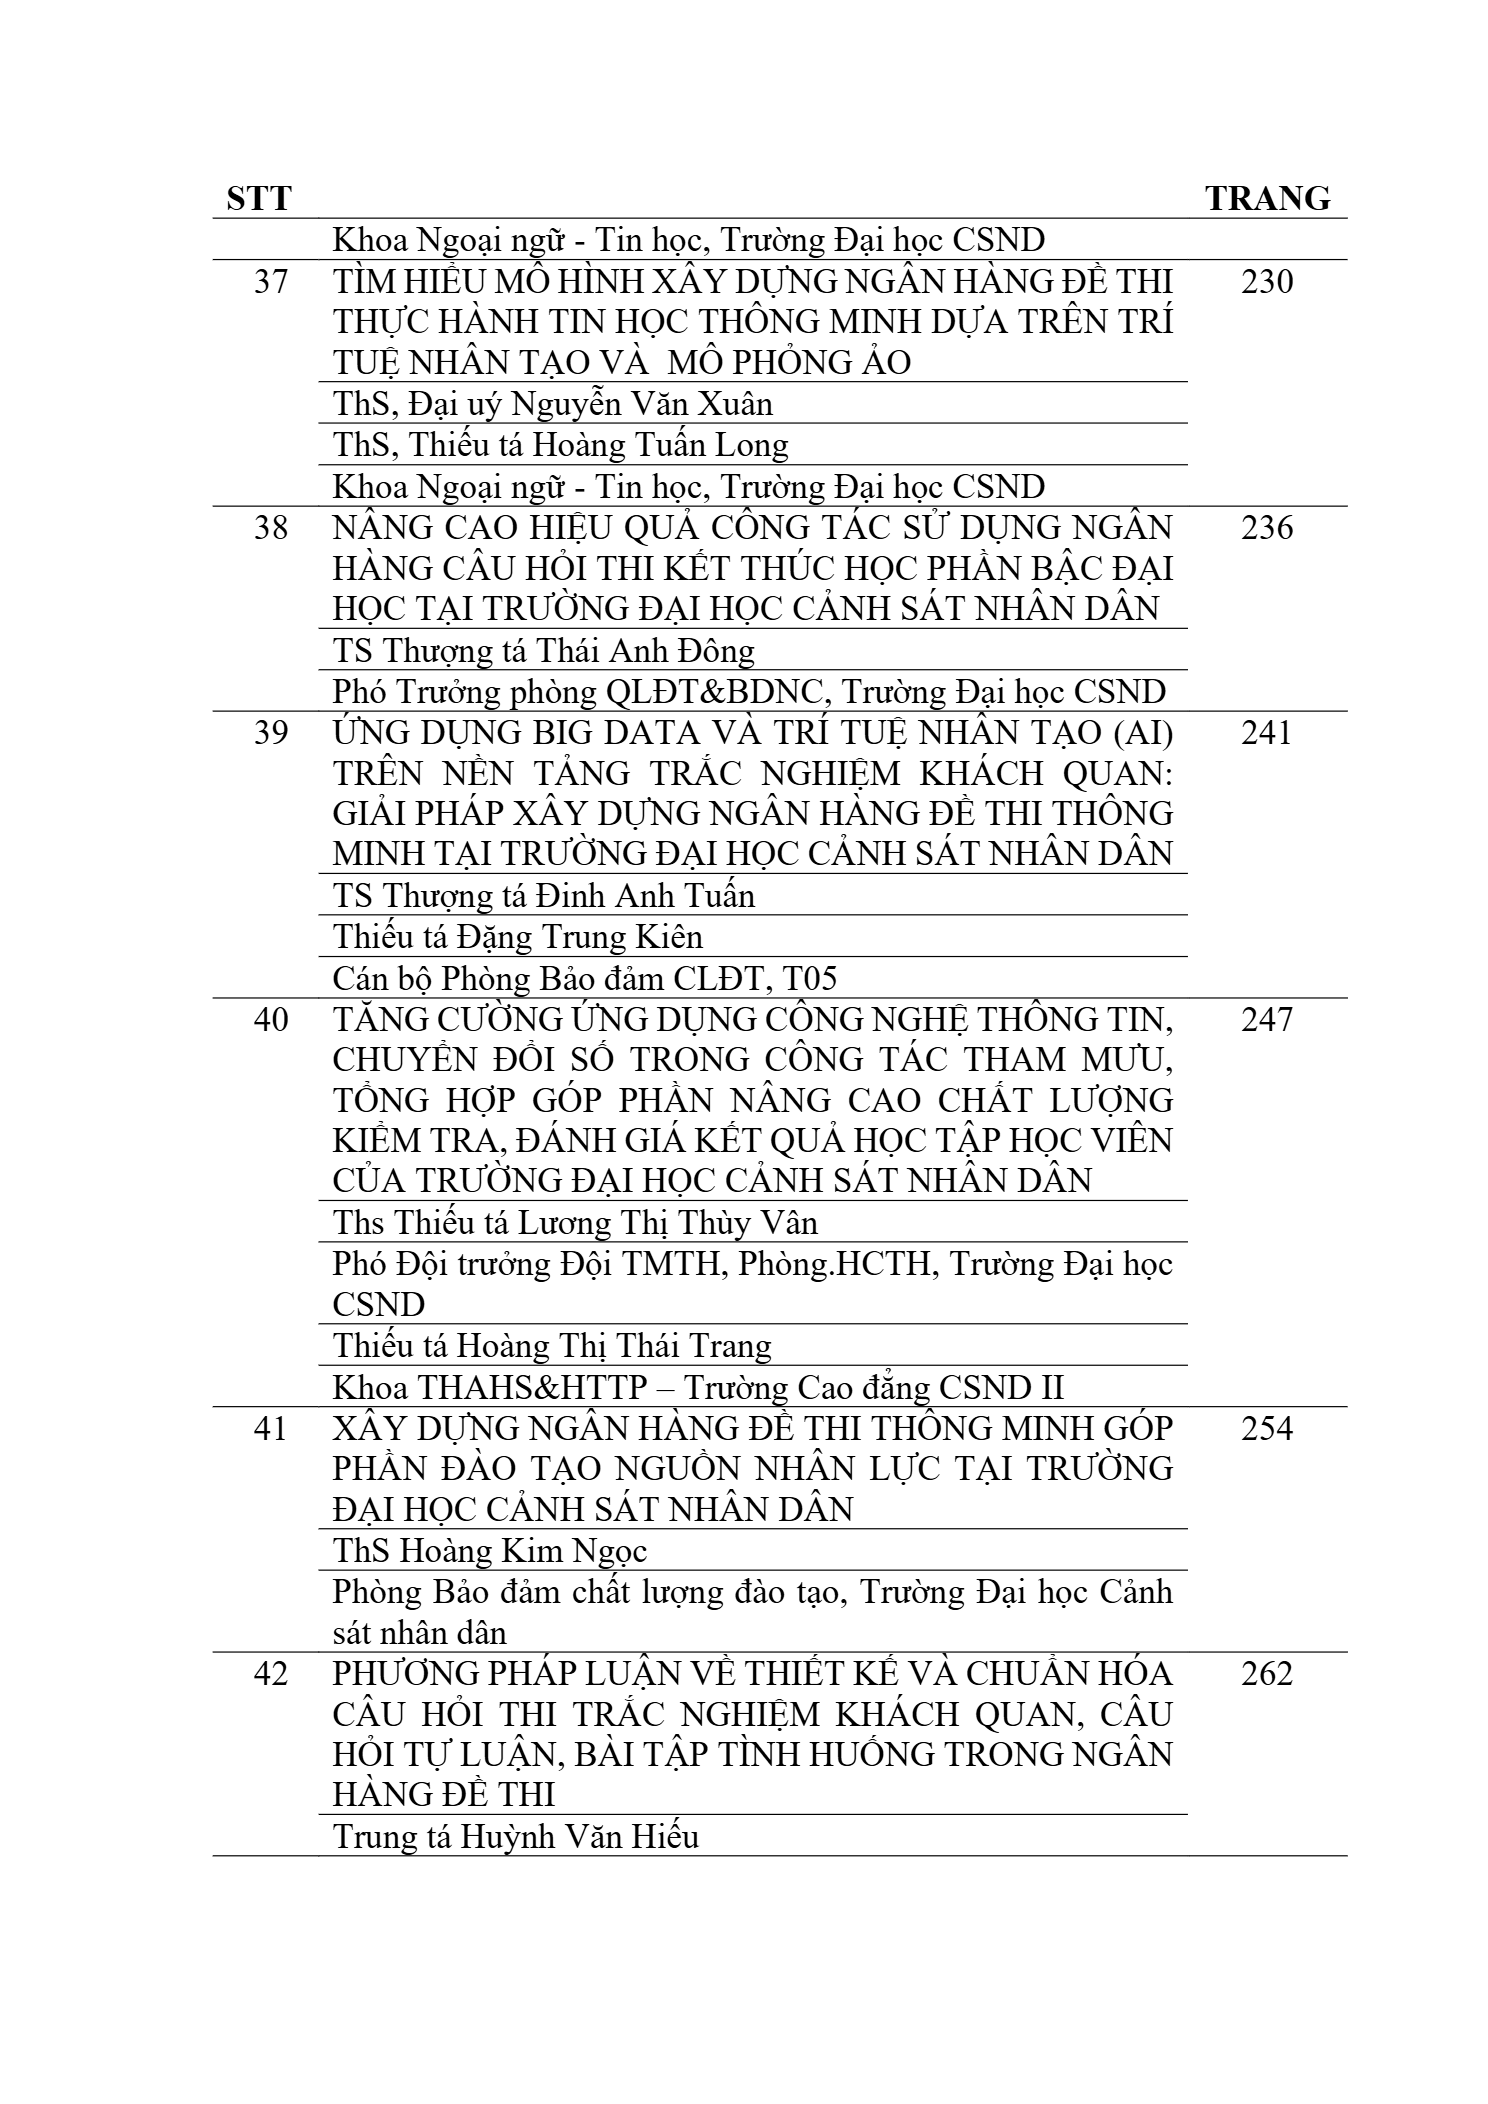 STT TRANG
Khoa Ngoại ngữ - Tin học, Trường Đại học CSND
37 TÌM HIỂU MÔ HÌNH XÂY DỰNG NGÂN HÀNG ĐỀ THI 230
THỰC HÀNH TIN HỌC THÔNG MINH DỰA TRÊN TRÍ
TUỆ NHÂN TẠO VÀ  MÔ PHỎNG ẢO
ThS, Đại uý Nguyễn Văn Xuân
ThS, Thiếu tá Hoàng Tuấn Long
Khoa Ngoại ngữ - Tin học, Trường Đại học CSND
38 NÂNG CAO HIỆU QUẢ CÔNG TÁC SỬ DỤNG NGÂN 236
HÀNG CÂU HỎI THI KẾT THÚC HỌC PHẦN BẬC ĐẠI
HỌC TẠI TRƯỜNG ĐẠI HỌC CẢNH SÁT NHÂN DÂN
TS Thượng tá Thái Anh Đông
Phó Trưởng phòng QLĐT&BDNC, Trường Đại học CSND
39 ỨNG DỤNG BIG DATA VÀ TRÍ TUỆ NHÂN TẠO (AI) 241
TRÊN NỀN TẢNG TRẮC NGHIỆM KHÁCH QUAN:
GIẢI PHÁP XÂY DỰNG NGÂN HÀNG ĐỀ THI THÔNG
MINH TẠI TRƯỜNG ĐẠI HỌC CẢNH SÁT NHÂN DÂN
TS Thượng tá Đinh Anh Tuấn
Thiếu tá Đặng Trung Kiên
Cán bộ Phòng Bảo đảm CLĐT, T05
40 TĂNG CƯỜNG ỨNG DỤNG CÔNG NGHỆ THÔNG TIN, 247
CHUYỂN ĐỔI SỐ TRONG CÔNG TÁC THAM MƯU,
TỔNG HỢP GÓP PHẦN NÂNG CAO CHẤT LƯỢNG
KIỂM TRA, ĐÁNH GIÁ KẾT QUẢ HỌC TẬP HỌC VIÊN
CỦA TRƯỜNG ĐẠI HỌC CẢNH SÁT NHÂN DÂN
Ths Thiếu tá Lương Thị Thùy Vân
Phó Đội trưởng Đội TMTH, Phòng.HCTH, Trường Đại học
CSND
Thiếu tá Hoàng Thị Thái Trang
Khoa THAHS&HTTP – Trường Cao đẳng CSND II
41 XÂY DỰNG NGÂN HÀNG ĐỀ THI THÔNG MINH GÓP 254
PHẦN ĐÀO TẠO NGUỒN NHÂN LỰC TẠI TRƯỜNG
ĐẠI HỌC CẢNH SÁT NHÂN DÂN
ThS Hoàng Kim Ngọc
Phòng Bảo đảm chất lượng đào tạo, Trường Đại học Cảnh
sát nhân dân
42 PHƯƠNG PHÁP LUẬN VỀ THIẾT KẾ VÀ CHUẨN HÓA 262
CÂU HỎI THI TRẮC NGHIỆM KHÁCH QUAN, CÂU
HỎI TỰ LUẬN, BÀI TẬP TÌNH HUỐNG TRONG NGÂN
HÀNG ĐỀ THI
Trung tá Huỳnh Văn Hiếu